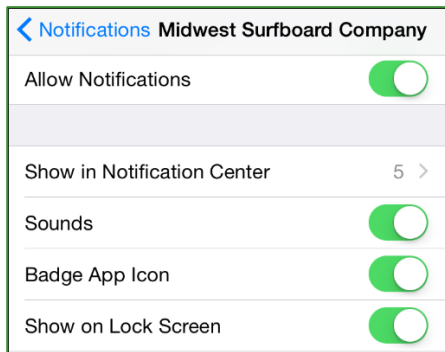 Notifications Midwest Surfboard Company
Allow Notifications
Show in Notification Center 5
Sounds
Badge App Icon
Show on Lock Screen